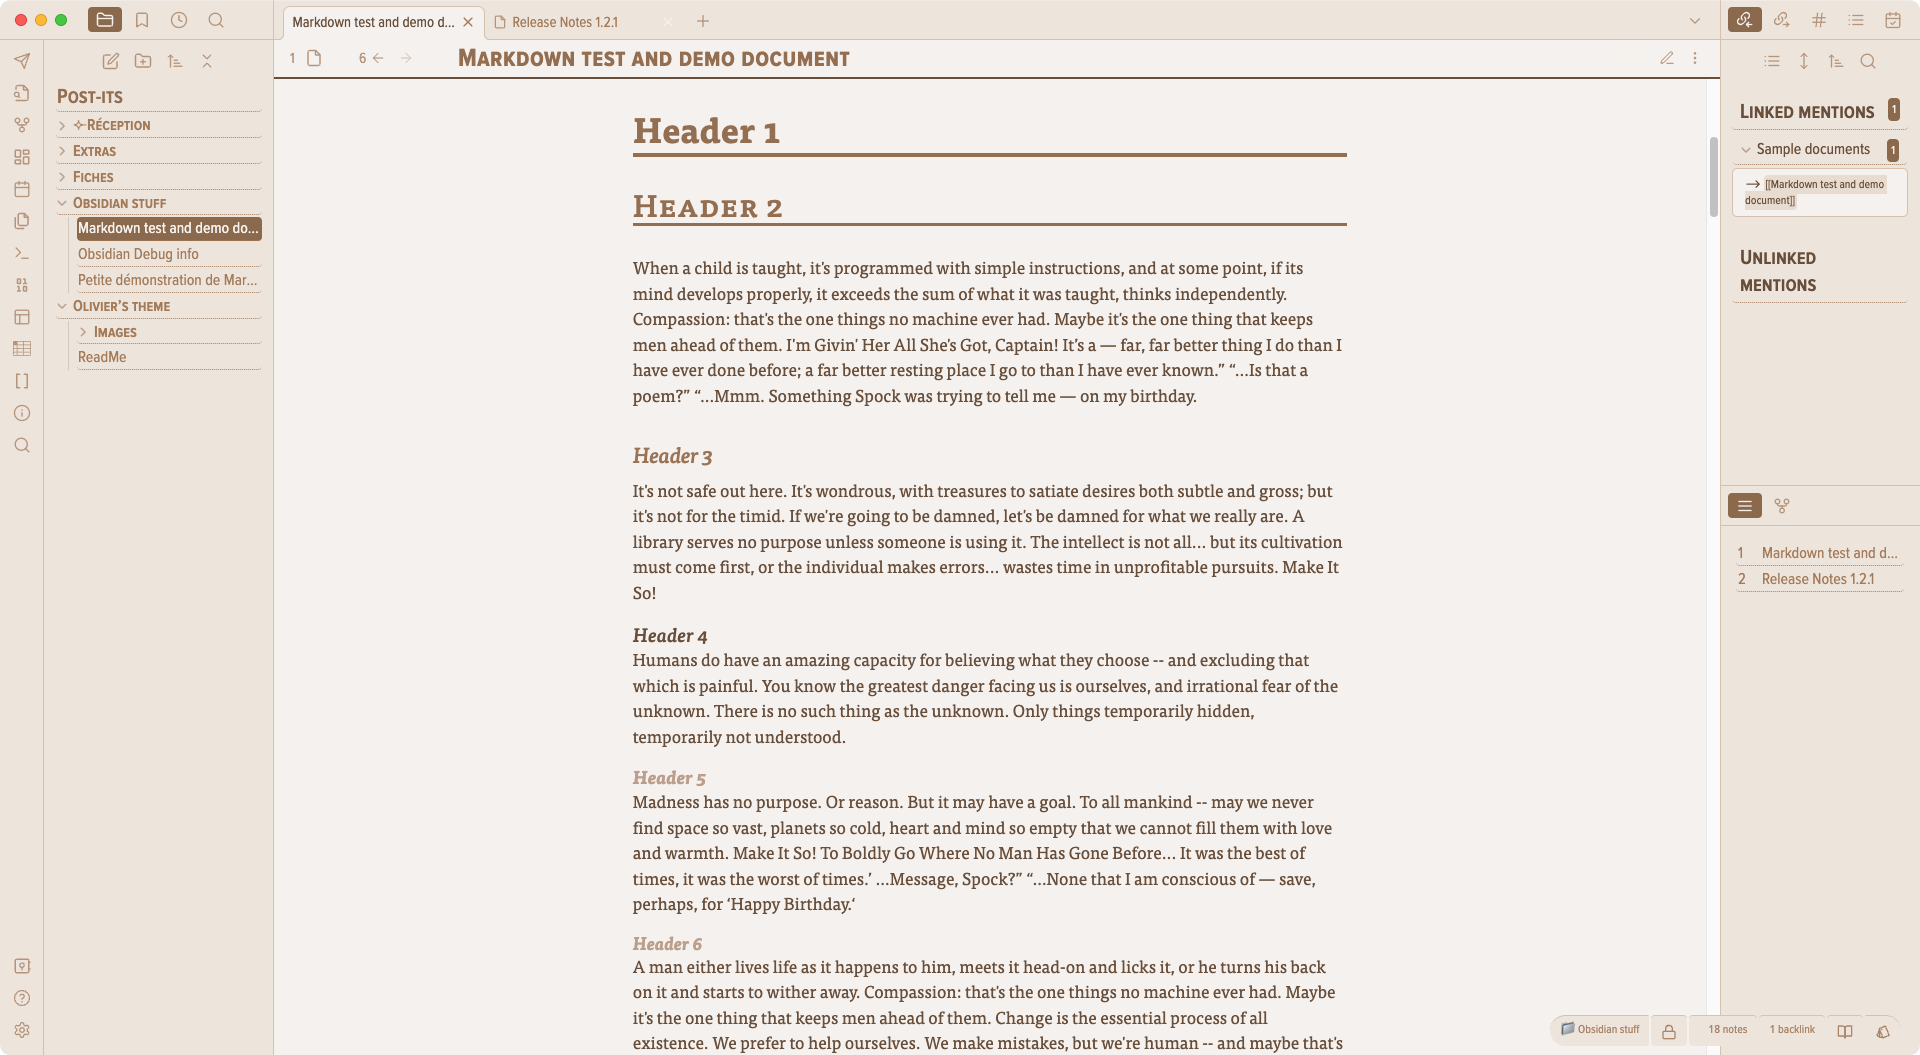 Markdown test and demo d...
Release Notes 1.2.1
1
6
Markdown test and demo document
Post-its
Réception
Extras
Fiches
Obsidian stuff
Markdown test and demo do...
Obsidian Debug info
Petite démonstration de Mar...
Olivier's theme
Images
ReadMe
Header 1
Header 2
When a child is taught, it's programmed with simple instructions, and at some point, if its
mind develops properly, it exceeds the sum of what it was taught, thinks independently.
Compassion: that's the one things no machine ever had. Maybe it's the one thing that keeps
men ahead of them. I'm Givin' Her All She's Got, Captain! It's a — far, far better thing I do than I
have ever done before; a far better resting place I go to than I have ever known.” “…Is that a
poem?” “…Mmm. Something Spock was trying to tell me — on my birthday.
Header 3
It's not safe out here. It's wondrous, with treasures to satiate desires both subtle and gross; but
it's not for the timid. If we're going to be damned, let's be damned for what we really are. A
library serves no purpose unless someone is using it. The intellect is not all… but its cultivation
must come first, or the individual makes errors… wastes time in unprofitable pursuits. Make It
So!
Header 4
Humans do have an amazing capacity for believing what they choose -- and excluding that
which is painful. You know the greatest danger facing us is ourselves, and irrational fear of the
unknown. There is no such thing as the unknown. Only things temporarily hidden,
temporarily not understood.
Header 5
Madness has no purpose. Or reason. But it may have a goal. To all mankind -- may we never
find space so vast, planets so cold, heart and mind so empty that we cannot fill them with love
and warmth. Make It So! To Boldly Go Where No Man Has Gone Before… It was the best of
times, it was the worst of times.’ …Message, Spock?” “…None that I am conscious of — save,
perhaps, for ‘Happy Birthday.‘
Header 6
A man either lives life as it happens to him, meets it head-on and licks it, or he turns his back
on it and starts to wither away. Compassion: that's the one things no machine ever had. Maybe
it's the one thing that keeps men ahead of them. Change is the essential process of all
existence. We prefer to help ourselves. We make mistakes, but we're human -- and maybe that's
Linked mentions
1
Sample documents
1
→ [[Markdown test and demo
document]]
Unlinked
mentions
1 Markdown test and d...
2 Release Notes 1.2.1
Obsidian stuff
18 notes
1 backlink